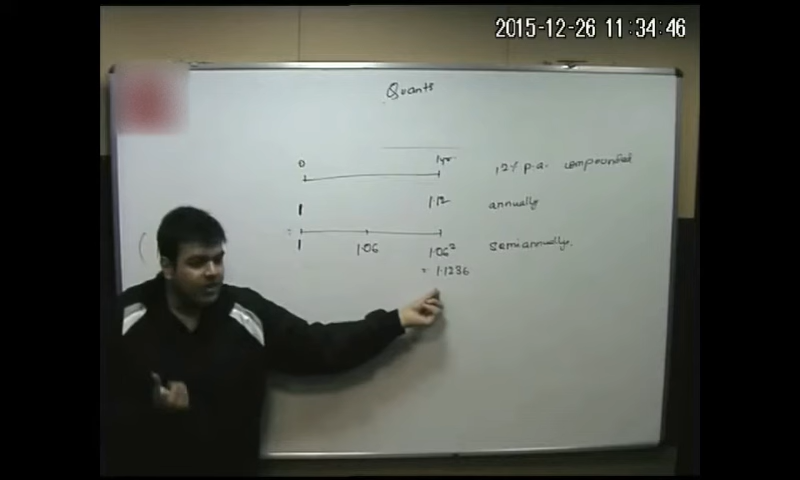 2015-12-26 11:34:46
Quants
0 1yr 12% p.a. compounded
1 1.12 annually
1 1.06 1.06² semiannually.
= 1.1236